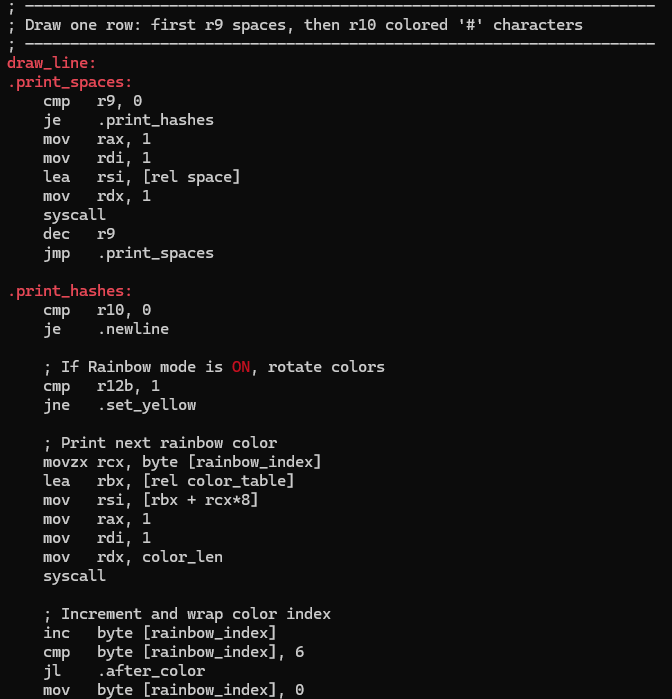 ; ----------------------------------------------------------------------
; Draw one row: first r9 spaces, then r10 colored '#' characters
; ----------------------------------------------------------------------
draw_line:
.print_spaces:
    cmp   r9, 0
    je    .print_hashes
    mov   rax, 1
    mov   rdi, 1
    lea   rsi, [rel space]
    mov   rdx, 1
    syscall
    dec   r9
    jmp   .print_spaces

.print_hashes:
    cmp   r10, 0
    je    .newline

    ; If Rainbow mode is ON, rotate colors
    cmp   r12b, 1
    jne   .set_yellow

    ; Print next rainbow color
    movzx rcx, byte [rainbow_index]
    lea   rbx, [rel color_table]
    mov   rsi, [rbx + rcx*8]
    mov   rax, 1
    mov   rdi, 1
    mov   rdx, color_len
    syscall

    ; Increment and wrap color index
    inc   byte [rainbow_index]
    cmp   byte [rainbow_index], 6
    jl    .after_color
    mov   byte [rainbow_index], 0